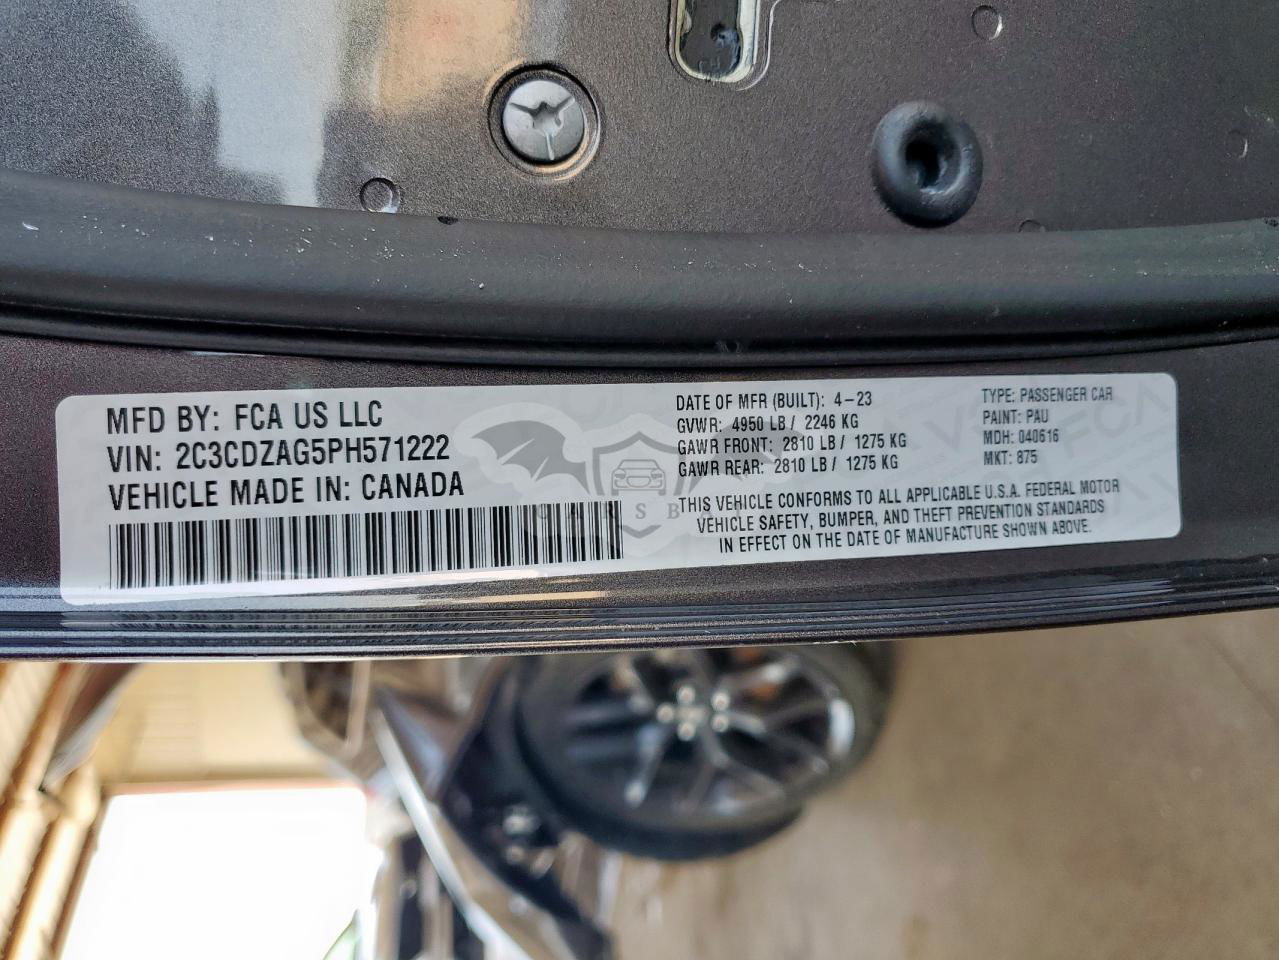 MFD BY: FCA US LLC
VIN: 2C3CDZAG5PH571222
VEHICLE MADE IN: CANADA
DATE OF MFR (BUILT): 4-23
GVWR: 4950 LB / 2246 KG
GAWR FRONT: 2810 LB / 1275 KG
GAWR REAR: 2810 LB / 1275 KG
TYPE: PASSENGER CAR
PAINT: PAU
MDH: 040616
MKT: 875
THIS VEHICLE CONFORMS TO ALL APPLICABLE U.S.A. FEDERAL MOTOR
VEHICLE SAFETY, BUMPER, AND THEFT PREVENTION STANDARDS
IN EFFECT ON THE DATE OF MANUFACTURE SHOWN ABOVE.
CARSBAT